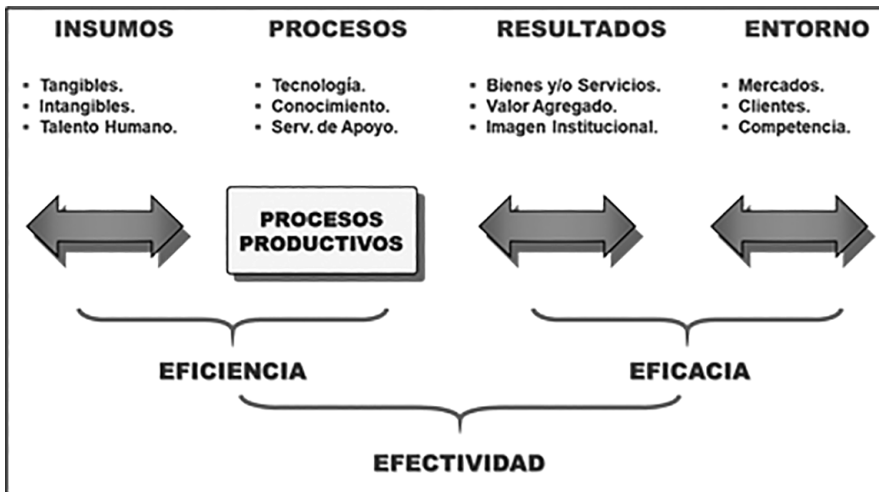 INSUMOS
PROCESOS
RESULTADOS
ENTORNO
▪ Tangibles.
▪ Intangibles.
▪ Talento Humano.
▪ Tecnología.
▪ Conocimiento.
▪ Serv. de Apoyo.
▪ Bienes y/o Servicios.
▪ Valor Agregado.
▪ Imagen Institucional.
▪ Mercados.
▪ Clientes.
▪ Competencia.
PROCESOS
PRODUCTIVOS
EFICIENCIA
EFICACIA
EFECTIVIDAD